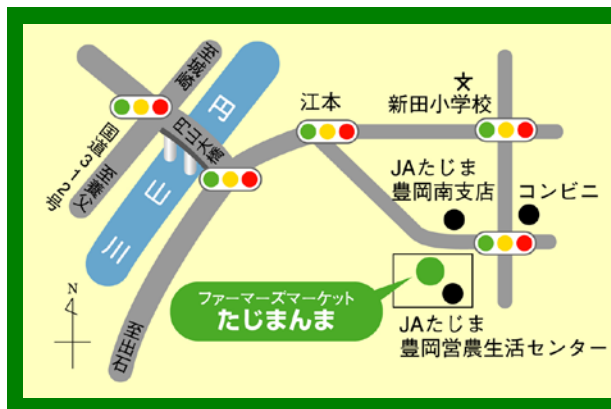 至城崎
円山川
円山大橋
国道312号
至養父
江本
新田小学校
JAたじま
豊岡南支店
コンビニ
N
ファーマーズマーケット
たじまんま
JAたじま
豊岡営農生活センター
至出石